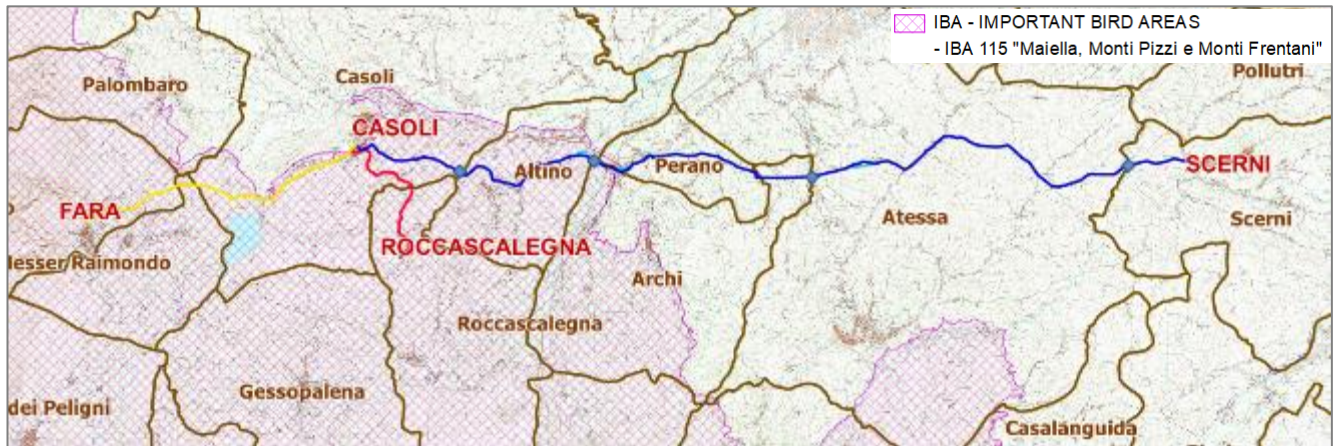 IBA - IMPORTANT BIRD AREAS
- IBA 115 "Maiella, Monti Pizzi e Monti Frentani"
Pollutri
Casoli
Palombaro
CASOLI
Altino
Perano
SCERNI
FARA
Atessa
Scerni
ROCCASCALEGNA
Messer Raimondo
Archi
Roccascalegna
Gessopalena
dei Peligni
Casalanguida